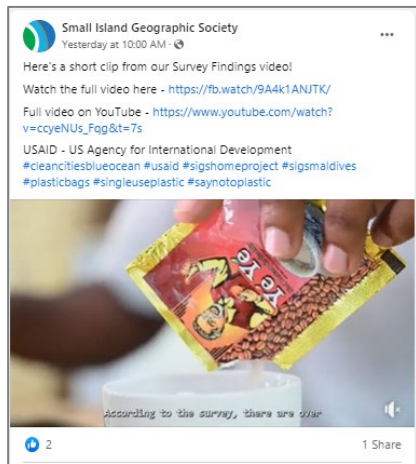 Small Island Geographic Society
Yesterday at 10:00 AM ·
Here's a short clip from our Survey Findings video!
Watch the full video here - https://fb.watch/9A4k1ANJTK/
Full video on YouTube - https://www.youtube.com/watch?
v=ccyeNUs_Fqg&t=7s
USAID - US Agency for International Development
#cleancitiesblueocean #usaid #sigshomeproject #sigsmaldives
#plasticbags #singleuseplastic #saynotoplastic
Yé Yé
According to the survey, there are over
2
1 Share